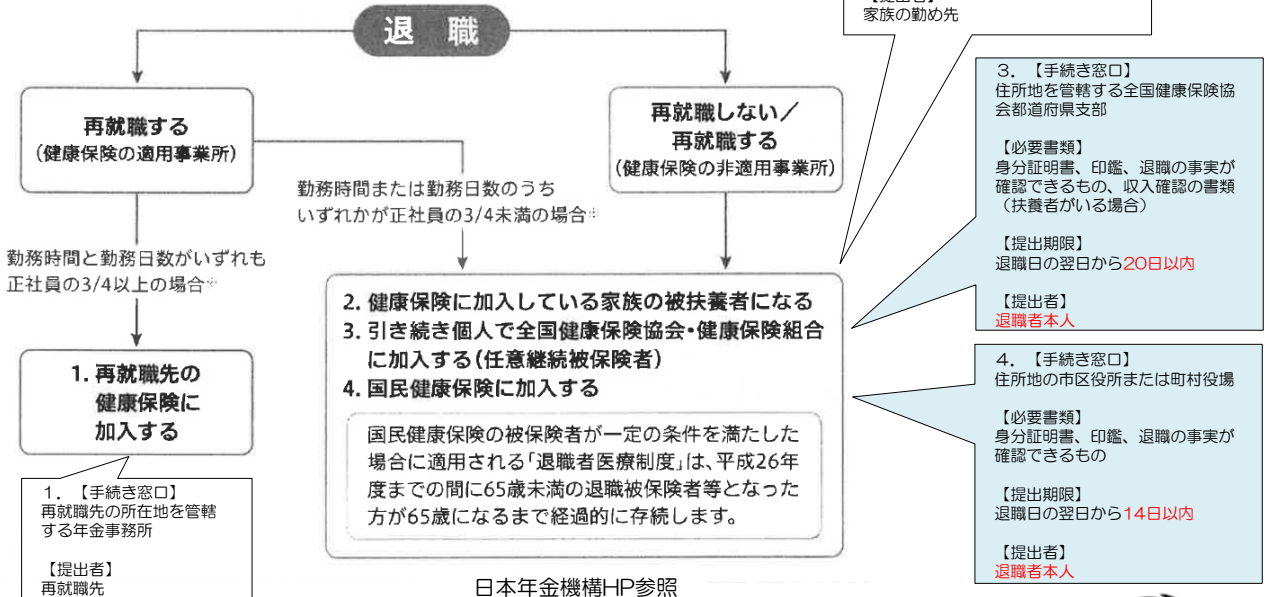 退 職
【提出者】
家族の勤め先
再就職する
(健康保険の適用事業所)
再就職しない/
再就職する
(健康保険の非適用事業所)
勤務時間または勤務日数のうち
いずれかが正社員の3/4未満の場合※
勤務時間と勤務日数がいずれも
正社員の3/4以上の場合※
1. 再就職先の
健康保険に
加入する
2. 健康保険に加入している家族の被扶養者になる
3. 引き続き個人で全国健康保険協会・健康保険組合
に加入する(任意継続被保険者)
4. 国民健康保険に加入する
国民健康保険の被保険者が一定の条件を満たした
場合に適用される「退職者医療制度」は、平成26年
度までの間に65歳未満の退職被保険者等となった
方が65歳になるまで経過的に存続します。
1.【手続き窓口】
再就職先の所在地を管轄
する年金事務所
【提出者】
再就職先
3.【手続き窓口】
住所地を管轄する全国健康保険協
会都道府県支部
【必要書類】
身分証明書、印鑑、退職の事実が
確認できるもの、収入確認の書類
(扶養者がいる場合)
【提出期限】
退職日の翌日から20日以内
【提出者】
退職者本人
4.【手続き窓口】
住所地の市区役所または町村役場
【必要書類】
身分証明書、印鑑、退職の事実が
確認できるもの
【提出期限】
退職日の翌日から14日以内
【提出者】
退職者本人
日本年金機構HP参照